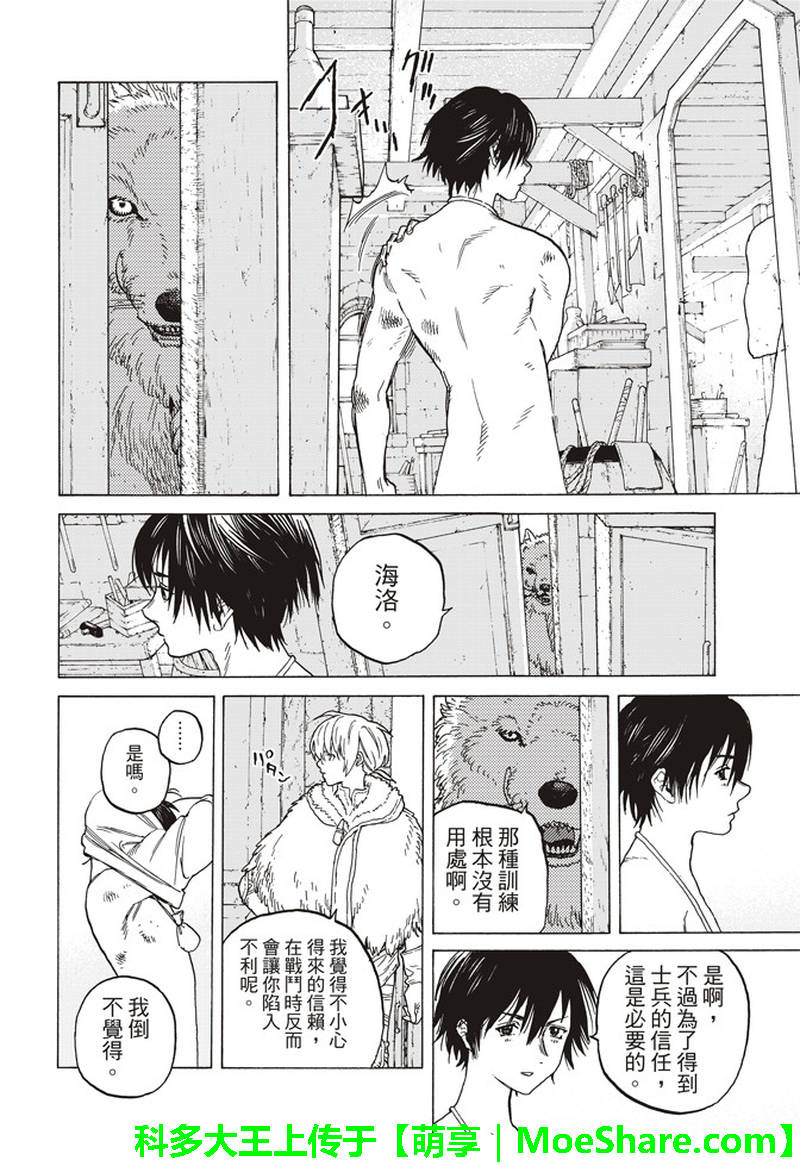 フォッ
グッ
海洛。
那種訓練
根本沒有
用處啊。
是啊，
不過為了得到
士兵的信任，
這是必要的。
パタン
我覺得不小心
得來的信賴，
在戰鬥時反而
會讓你陷入
不利呢。
……
是嗎。
我倒
不覺得。
科多大王上传于【萌享】| MoeShare.com】